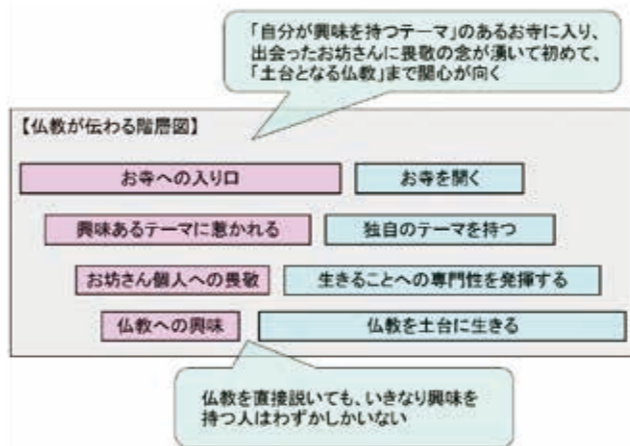 「自分が興味を持つテーマ」のあるお寺に入り、
出会ったお坊さんに畏敬の念が湧いて初めて、
「土台となる仏教」まで関心が向く
【仏教が伝わる階層図】
お寺への入り口
お寺を開く
興味あるテーマに惹かれる
独自のテーマを持つ
お坊さん個人への畏敬
生きることへの専門性を発揮する
仏教への興味
仏教を土台に生きる
仏教を直接説いても、いきなり興味を
持つ人はわずかしかいない